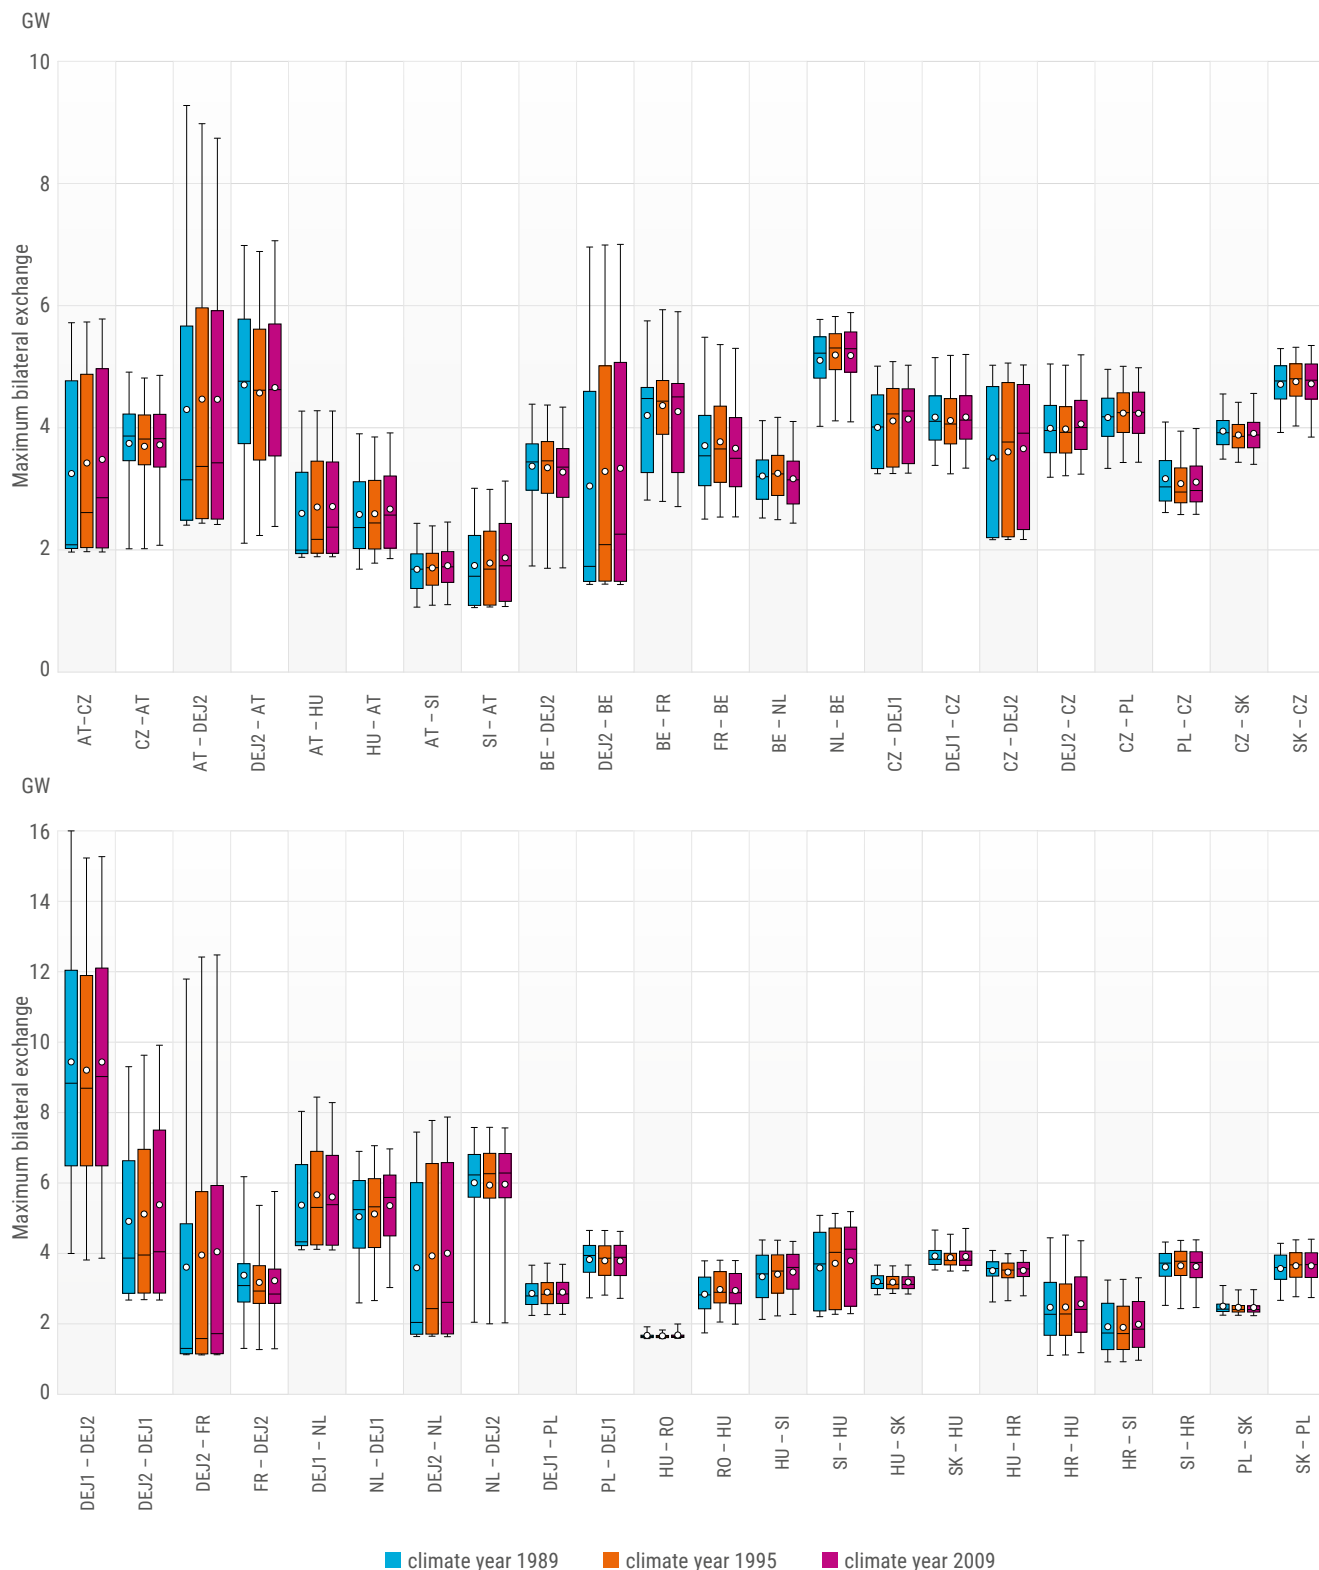 GW
10
8
6
4
2
0
Maximum bilateral exchange
AT–CZ
CZ – AT
AT – DEJ2
DEJ2 – AT
AT – HU
HU – AT
AT – SI
SI – AT
BE – DEJ2
DEJ2 – BE
BE – FR
FR – BE
BE – NL
NL – BE
CZ – DEJ1
DEJ1 – CZ
CZ – DEJ2
DEJ2 – CZ
CZ – PL
PL – CZ
CZ – SK
SK – CZ
GW
16
14
12
10
8
6
4
2
0
Maximum bilateral exchange
DEJ1 – DEJ2
DEJ2 – DEJ1
DEJ2 – FR
FR – DEJ2
DEJ1 – NL
NL – DEJ1
DEJ2 – NL
NL – DEJ2
DEJ1 – PL
PL – DEJ1
HU – RO
RO – HU
HU – SI
SI – HU
HU – SK
SK – HU
HU – HR
HR – HU
HR – SI
SI – HR
PL – SK
SK – PL
climate year 1989
climate year 1995
climate year 2009